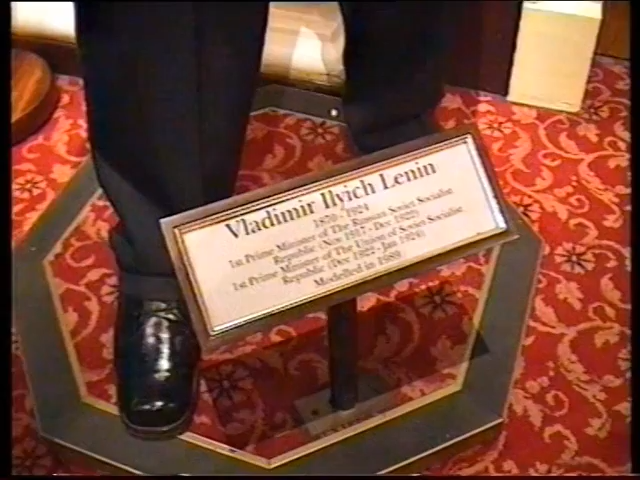 Vladimir Ilyich Lenin
1870 - 1924
1st Prime Minister of The Russian Soviet Socialist
Republic (Nov 1917 - Dec 1922)
1st Prime Minister of The Union of Soviet Socialist
Republic (Dec 1922 - Jan 1924)
Modelled in 1989